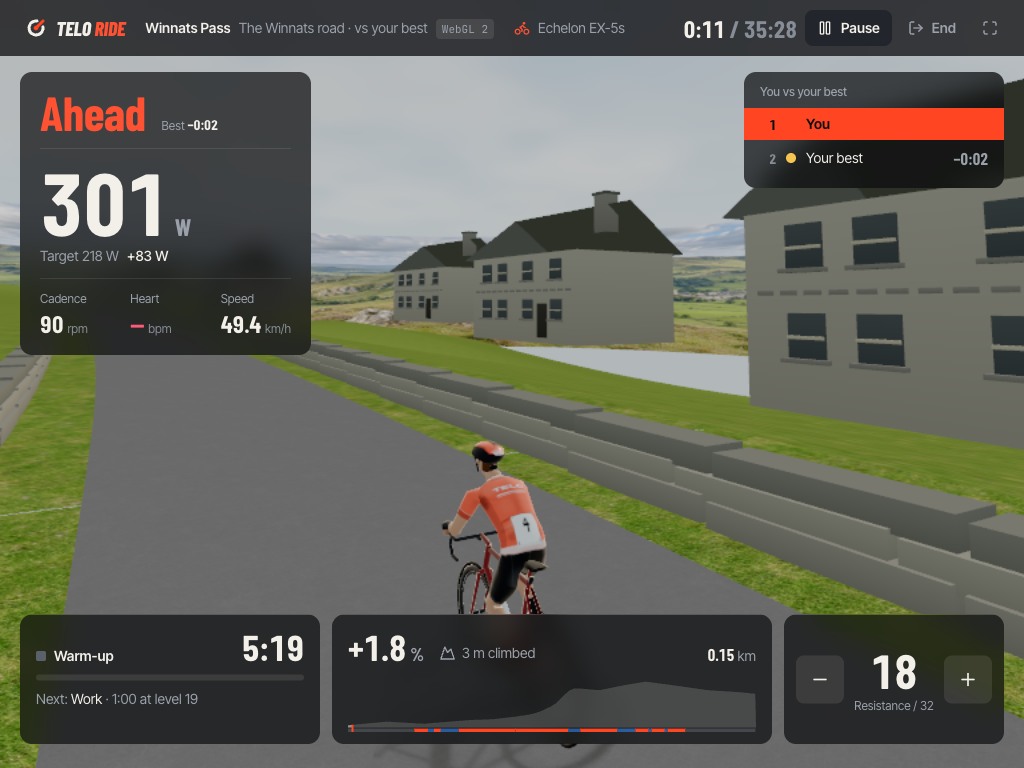 TELO RIDE Winnats Pass The Winnats road · vs your best WebGL 2 Echelon EX-5s 0:11 / 35:28 Pause End
Ahead Best −0:02
301 W
Target 218 W +83 W
Cadence Heart Speed
90 rpm – bpm 49.4 km/h
You vs your best
1 You
2 Your best −0:02
TELO
4
Warm-up 5:19
Next: Work · 1:00 at level 19
+1.8 % 3 m climbed 0.15 km
− 18 +
Resistance / 32